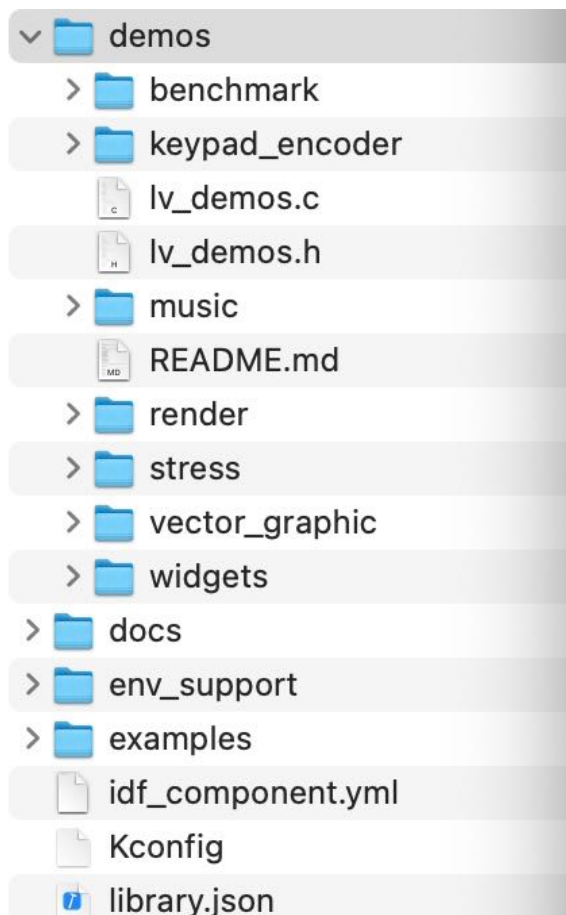 demos
benchmark
keypad_encoder
lv_demos.c
lv_demos.h
music
README.md
render
stress
vector_graphic
widgets
docs
env_support
examples
idf_component.yml
Kconfig
library.json